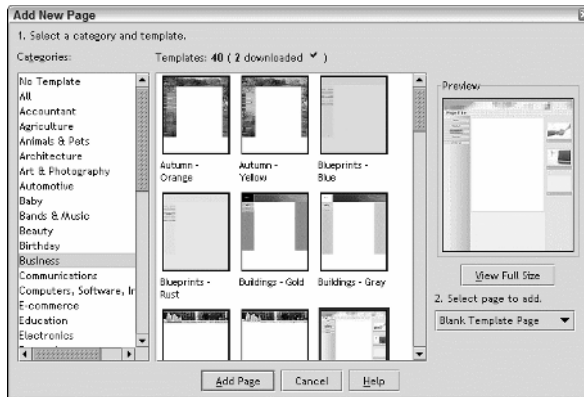 Add New Page
1. Select a category and template.
Categories:
Templates: 40 ( 2 downloaded ✔ )
No Template
All
Accountant
Agriculture
Animals & Pets
Architecture
Art & Photography
Automotive
Baby
Bands & Music
Beauty
Birthday
Business
Communications
Computers, Software, In
E-commerce
Education
Electronics
Autumn -
Orange
Autumn -
Yellow
Blueprints -
Blue
Blueprints -
Rust
Buildings - Gold
Buildings - Gray
Preview
View Full Size
2. Select page to add.
Blank Template Page
Add Page
Cancel
Help